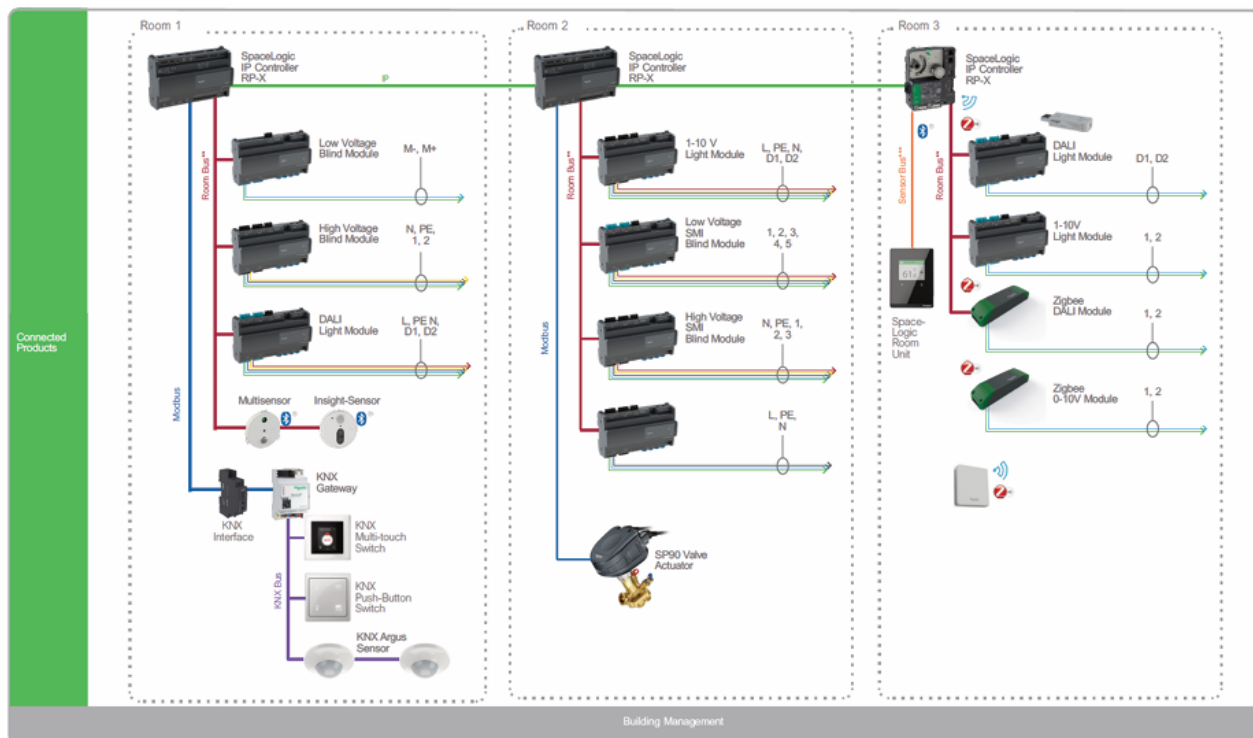 Connected
Products
Room 1
SpaceLogic
IP Controller
RP-X
IP
Room Bus**
Low Voltage
Blind Module
M-, M+
High Voltage
Blind Module
N, PE,
1, 2
DALI
Light Module
L, PE N,
D1, D2
Multisensor
Insight-Sensor
Modbus
KNX
Interface
KNX
Gateway
KNX Bus
KNX
Multi-touch
Switch
KNX
Push-Button
Switch
KNX Argus
Sensor
Room 2
SpaceLogic
IP Controller
RP-X
Room Bus**
Modbus
1-10 V
Light Module
L, PE, N,
D1, D2
Low Voltage
SMI
Blind Module
1, 2, 3,
4, 5
High Voltage
SMI
Blind Module
N, PE, 1,
2, 3
L, PE,
N
SP90 Valve
Actuator
Room 3
SpaceLogic
IP Controller
RP-X
Sensor Bus***
Room Bus**
DALI
Light Module
D1, D2
1-10V
Light Module
1, 2
Space-
Logic
Room
Unit
Zigbee
DALI Module
1, 2
Zigbee
0-10V Module
1, 2
Building Management